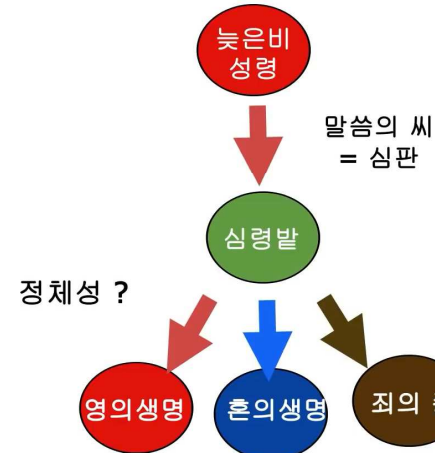 늦은비
성령
말씀의 씨
= 심판
심령밭
정체성 ?
영의생명
혼의생명
죄의